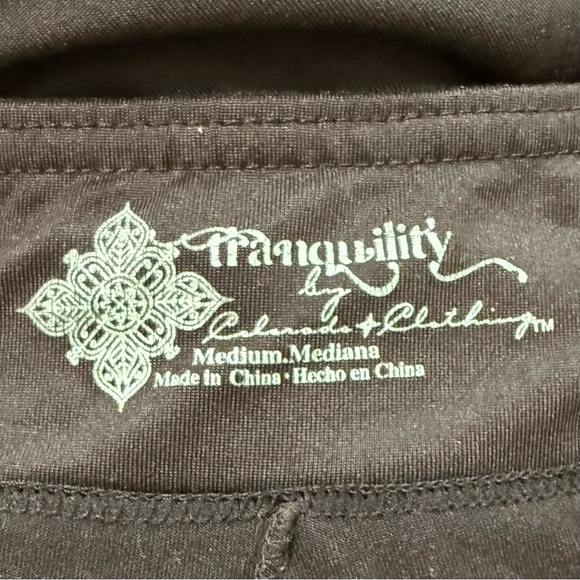 tranquility
by
Colorado + Clothing™
Medium.Mediana
Made in China · Hecho en China